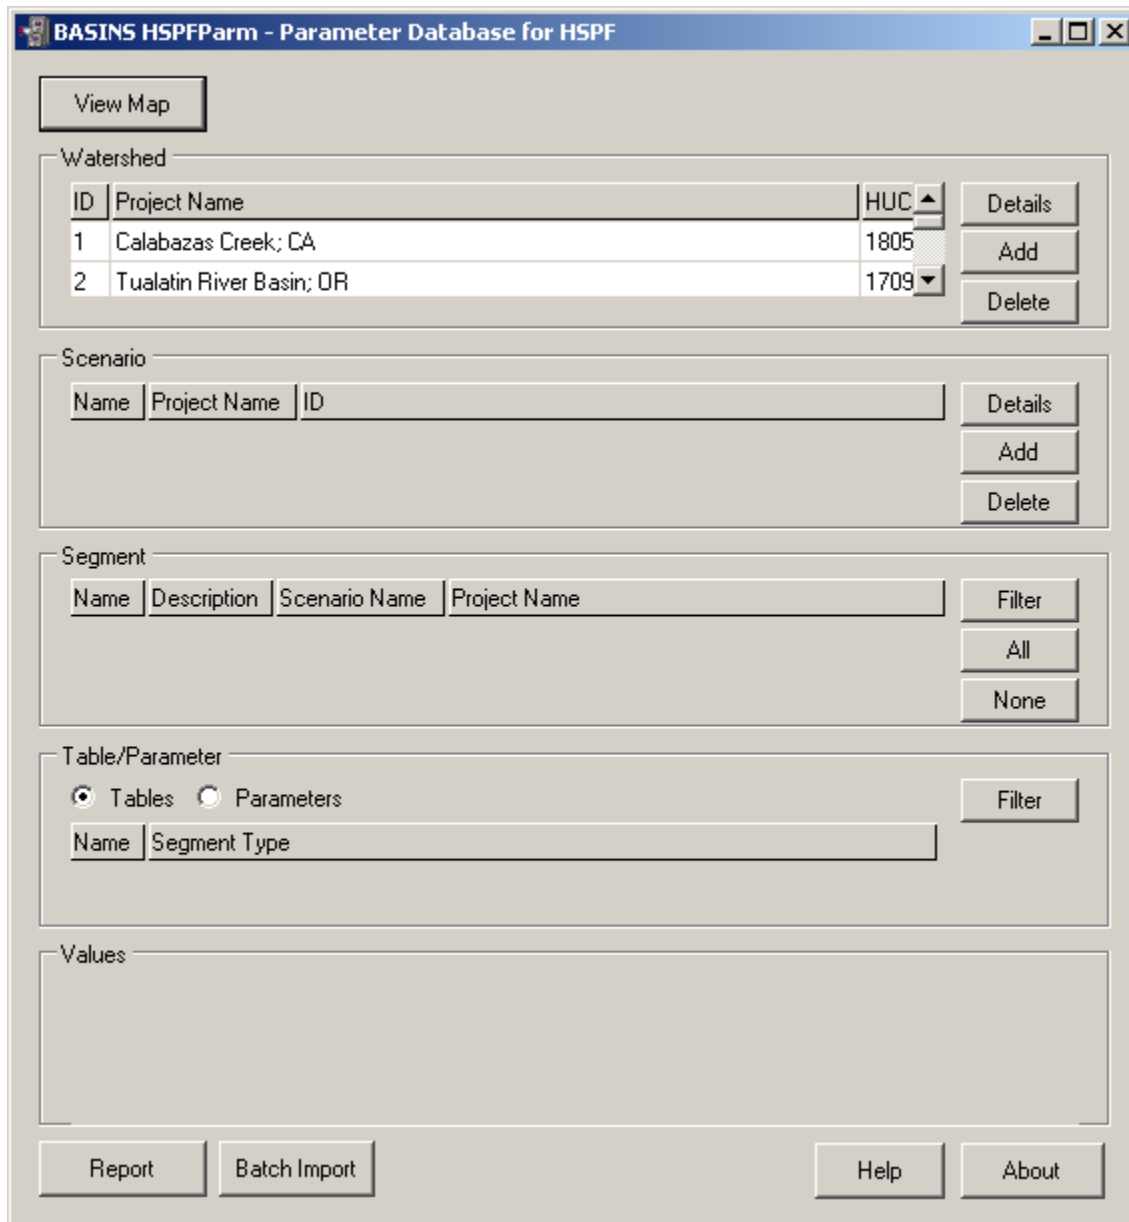 BASINS HSPFParm - Parameter Database for HSPF
View Map
Watershed
ID Project Name HUC
Details
1 Calabazas Creek; CA 1805
Add
2 Tualatin River Basin; OR 1709
Delete
Scenario
Name Project Name ID
Details
Add
Delete
Segment
Name Description Scenario Name Project Name
Filter
All
None
Table/Parameter
Tables Parameters
Filter
Name Segment Type
Values
Report Batch Import Help About